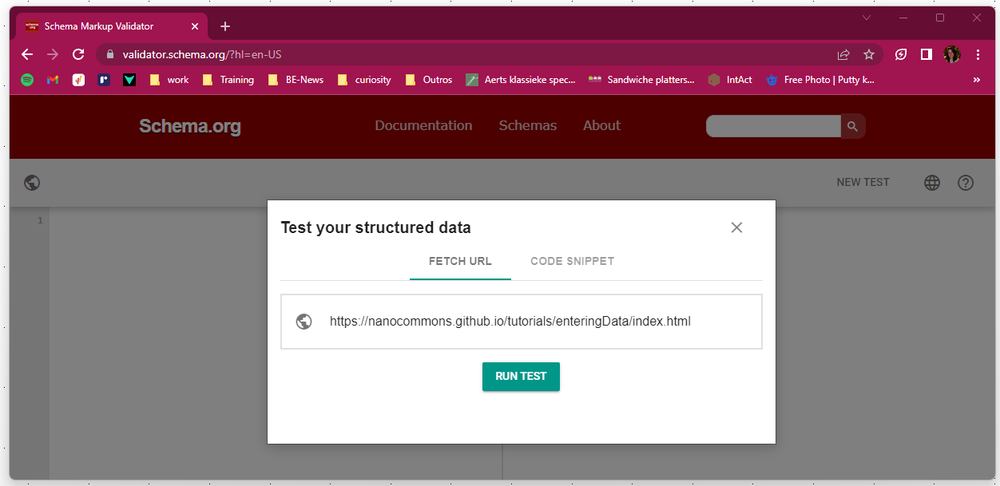 Schema Markup Validator
validator.schema.org/?hl=en-US
work Training BE-News curiosity Outros Aerts klassieke spec... Sandwiche platters... IntAct Free Photo | Putty k... »
Schema.org Documentation Schemas About
NEW TEST
1
Test your structured data
FETCH URL CODE SNIPPET
https://nanocommons.github.io/tutorials/enteringData/index.html
RUN TEST